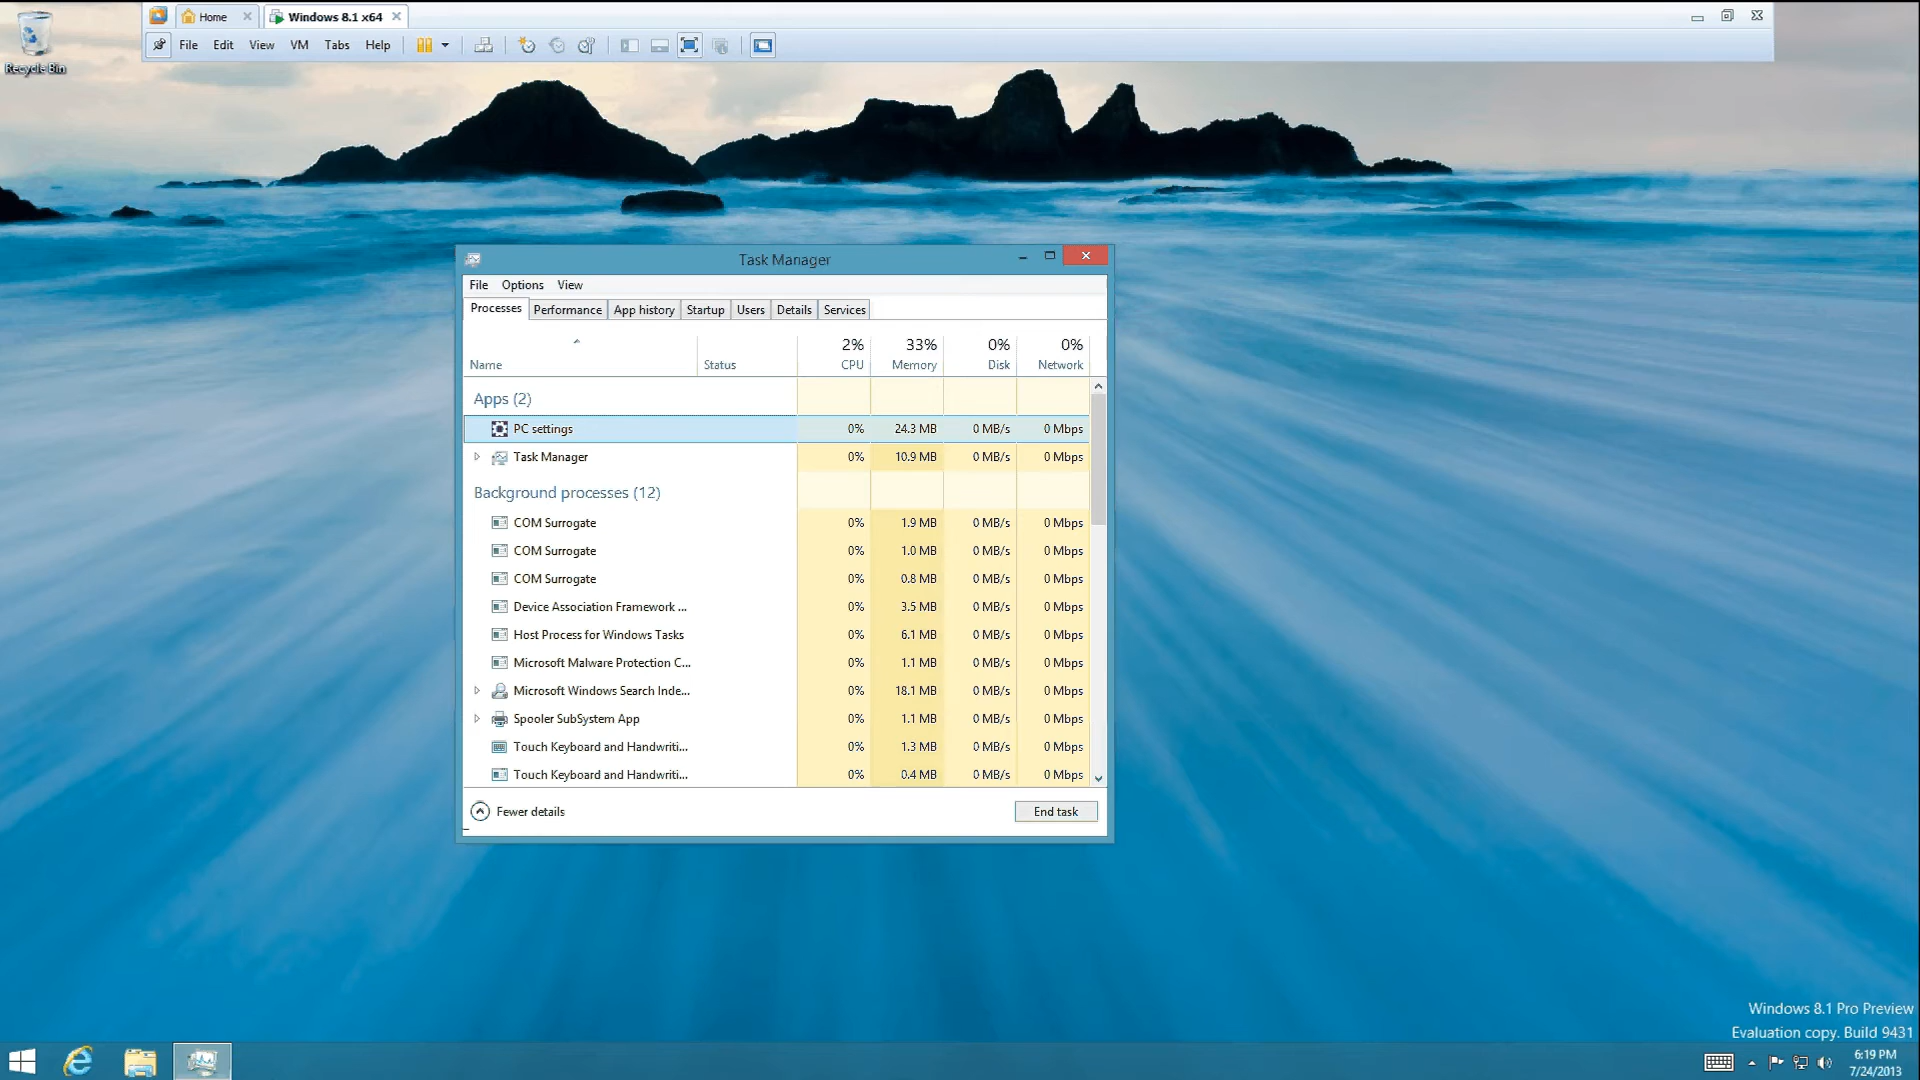 Home
Windows 8.1 x64
File Edit View VM Tabs Help
Recycle Bin
Task Manager
File Options View
Processes Performance App history Startup Users Details Services
2% 33% 0% 0%
Name Status CPU Memory Disk Network
Apps (2)
PC settings 0% 24.3 MB 0 MB/s 0 Mbps
Task Manager 0% 10.9 MB 0 MB/s 0 Mbps
Background processes (12)
COM Surrogate 0% 1.9 MB 0 MB/s 0 Mbps
COM Surrogate 0% 1.0 MB 0 MB/s 0 Mbps
COM Surrogate 0% 0.8 MB 0 MB/s 0 Mbps
Device Association Framework ... 0% 3.5 MB 0 MB/s 0 Mbps
Host Process for Windows Tasks 0% 6.1 MB 0 MB/s 0 Mbps
Microsoft Malware Protection C... 0% 1.1 MB 0 MB/s 0 Mbps
Microsoft Windows Search Inde... 0% 18.1 MB 0 MB/s 0 Mbps
Spooler SubSystem App 0% 1.1 MB 0 MB/s 0 Mbps
Touch Keyboard and Handwriti... 0% 1.3 MB 0 MB/s 0 Mbps
Touch Keyboard and Handwriti... 0% 0.4 MB 0 MB/s 0 Mbps
Fewer details End task
Windows 8.1 Pro Preview
Evaluation copy. Build 9431
6:19 PM
7/24/2013